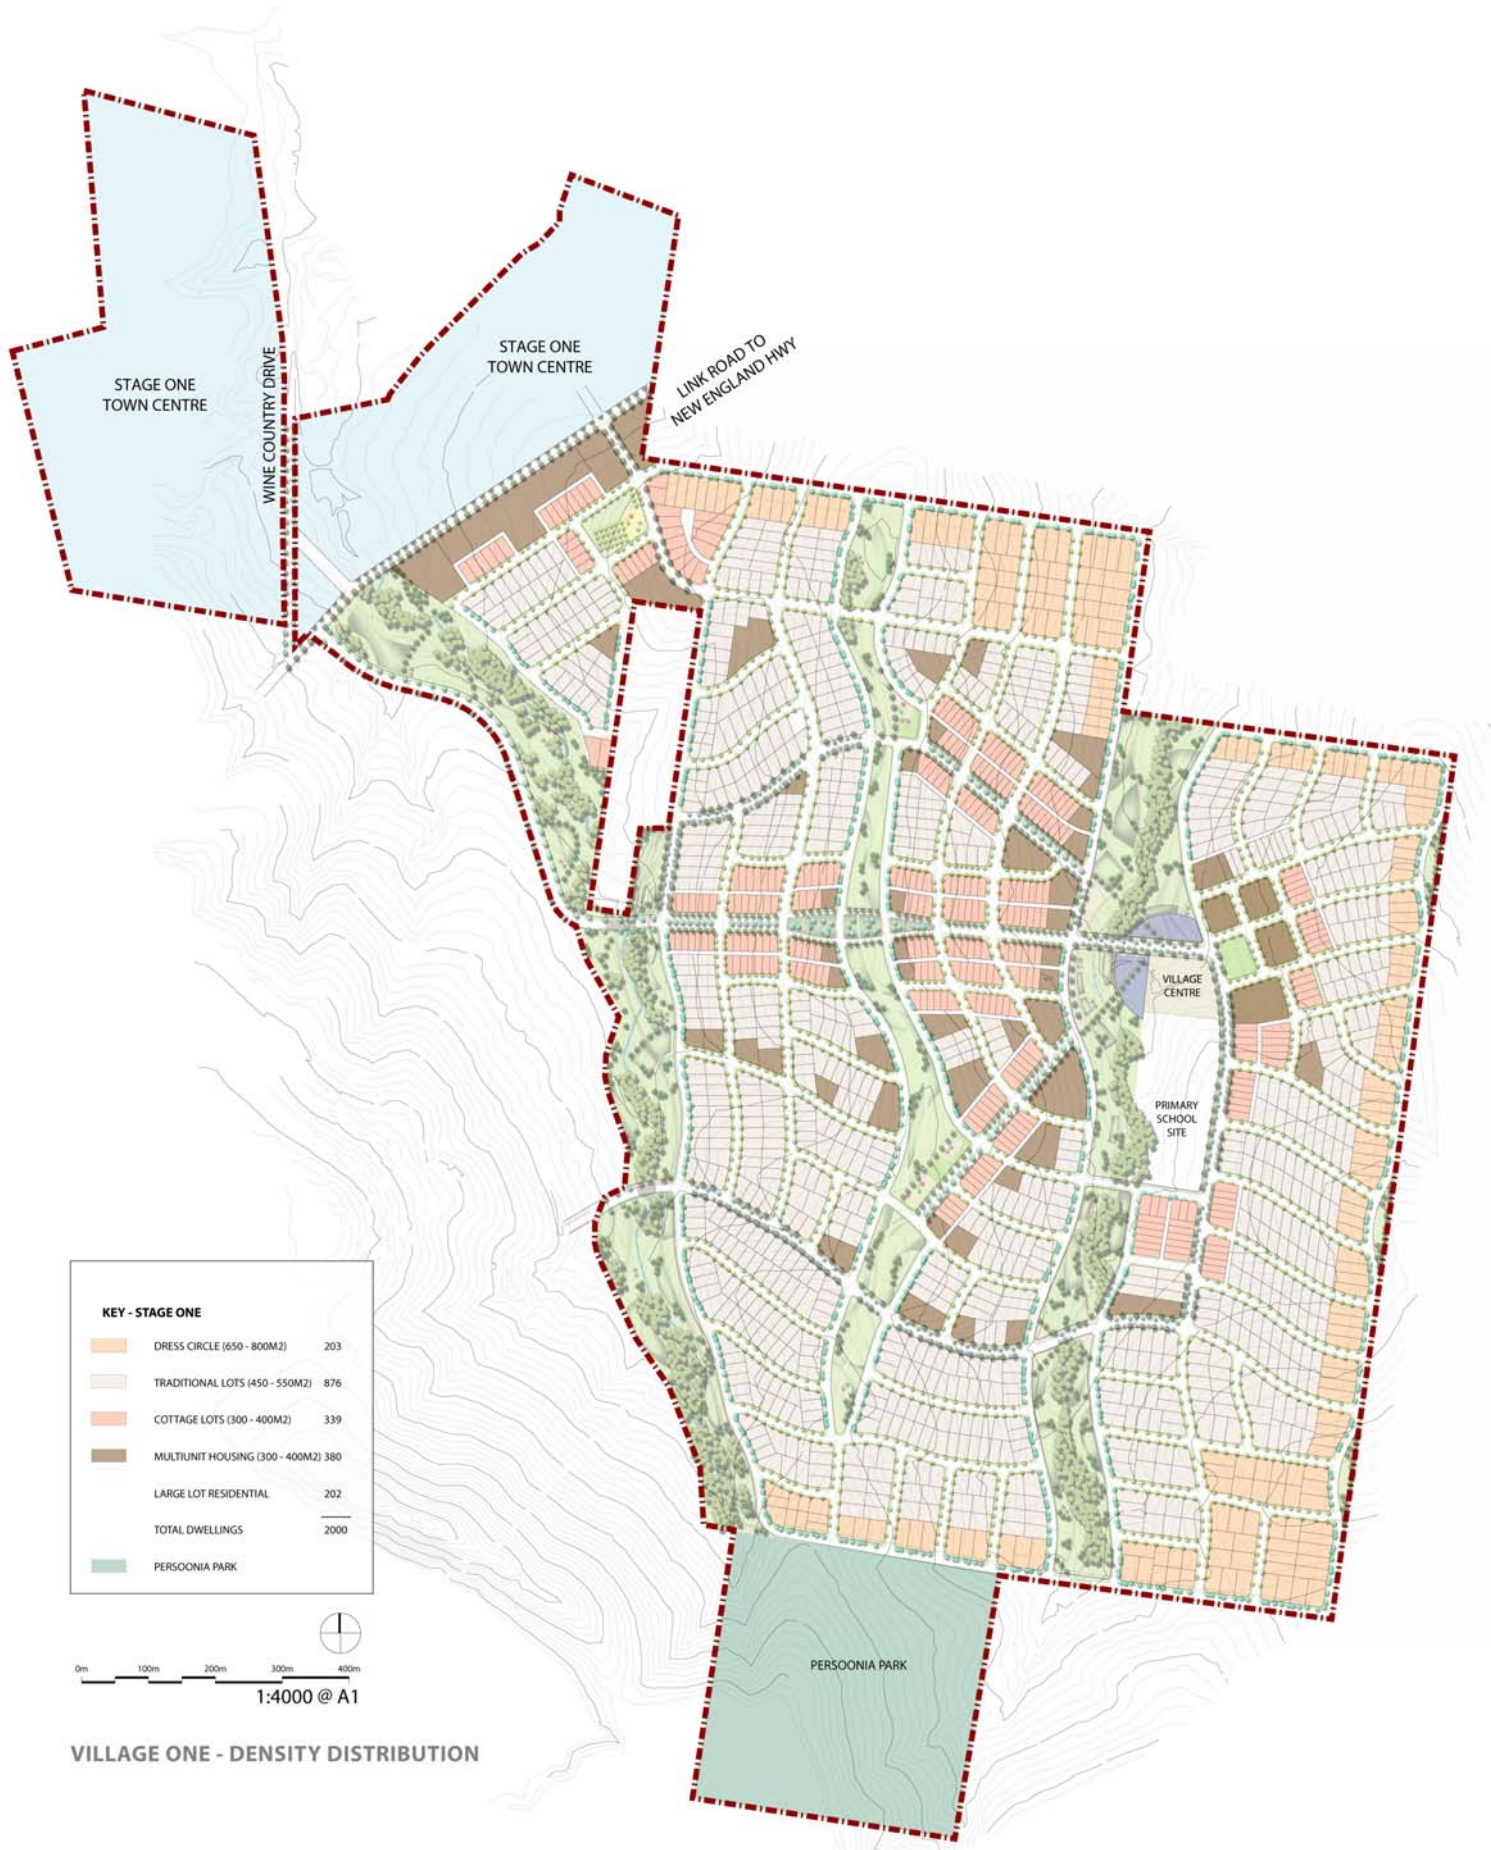 STAGE ONE
TOWN CENTRE
WINE COUNTRY DRIVE
STAGE ONE
TOWN CENTRE
LINK ROAD TO
NEW ENGLAND HWY
VILLAGE
CENTRE
PRIMARY
SCHOOL
SITE
KEY - STAGE ONE
DRESS CIRCLE (650 - 800M2) 203
TRADITIONAL LOTS (450 - 550M2) 876
COTTAGE LOTS (300 - 400M2) 339
MULTIUNIT HOUSING (300 - 400M2) 380
LARGE LOT RESIDENTIAL 202
TOTAL DWELLINGS 2000
PERSOONIA PARK
PERSOONIA PARK
0m 100m 200m 300m 400m
1:4000 @ A1
VILLAGE ONE - DENSITY DISTRIBUTION